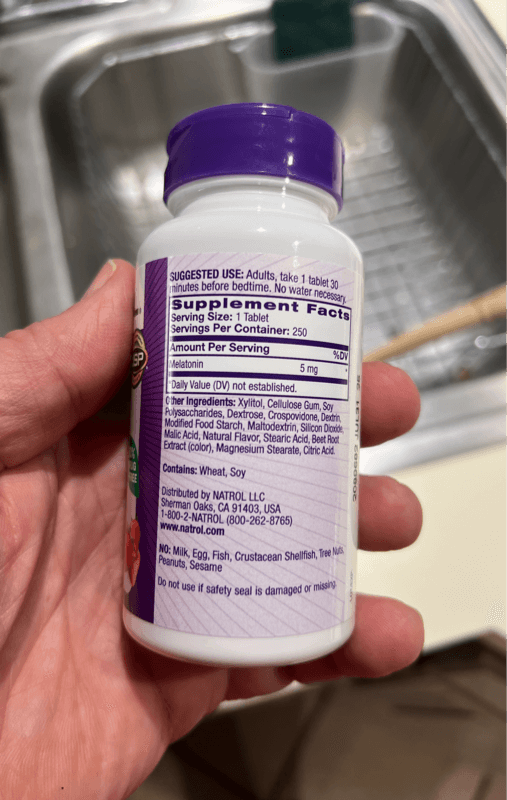 SUGGESTED USE: Adults, take 1 tablet 30
minutes before bedtime. No water necessary.
Supplement Facts
Serving Size: 1 Tablet
Servings Per Container: 250
Amount Per Serving %DV
Melatonin 5 mg *
*Daily Value (DV) not established.
Other Ingredients: Xylitol, Cellulose Gum, Soy
Polysaccharides, Dextrose, Crospovidone, Dextrin,
Modified Food Starch, Maltodextrin, Silicon Dioxide,
Malic Acid, Natural Flavor, Stearic Acid, Beet Root
Extract (color), Magnesium Stearate, Citric Acid.
Contains: Wheat, Soy
Distributed by NATROL LLC
Sherman Oaks, CA 91403, USA
1-800-2-NATROL (800-262-8765)
www.natrol.com
NO: Milk, Egg, Fish, Crustacean Shellfish, Tree Nuts,
Peanuts, Sesame
Do not use if safety seal is damaged or missing.